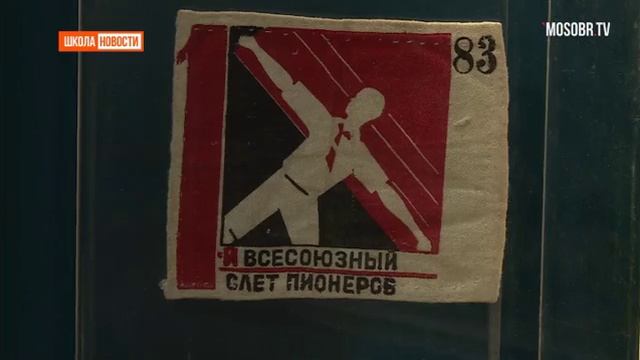 ШКОЛА НОВОСТИ
MOSOBR TV
83
Й ВСЕСОЮЗНЫЙ
СЛЕТ ПИОНЕРОВ